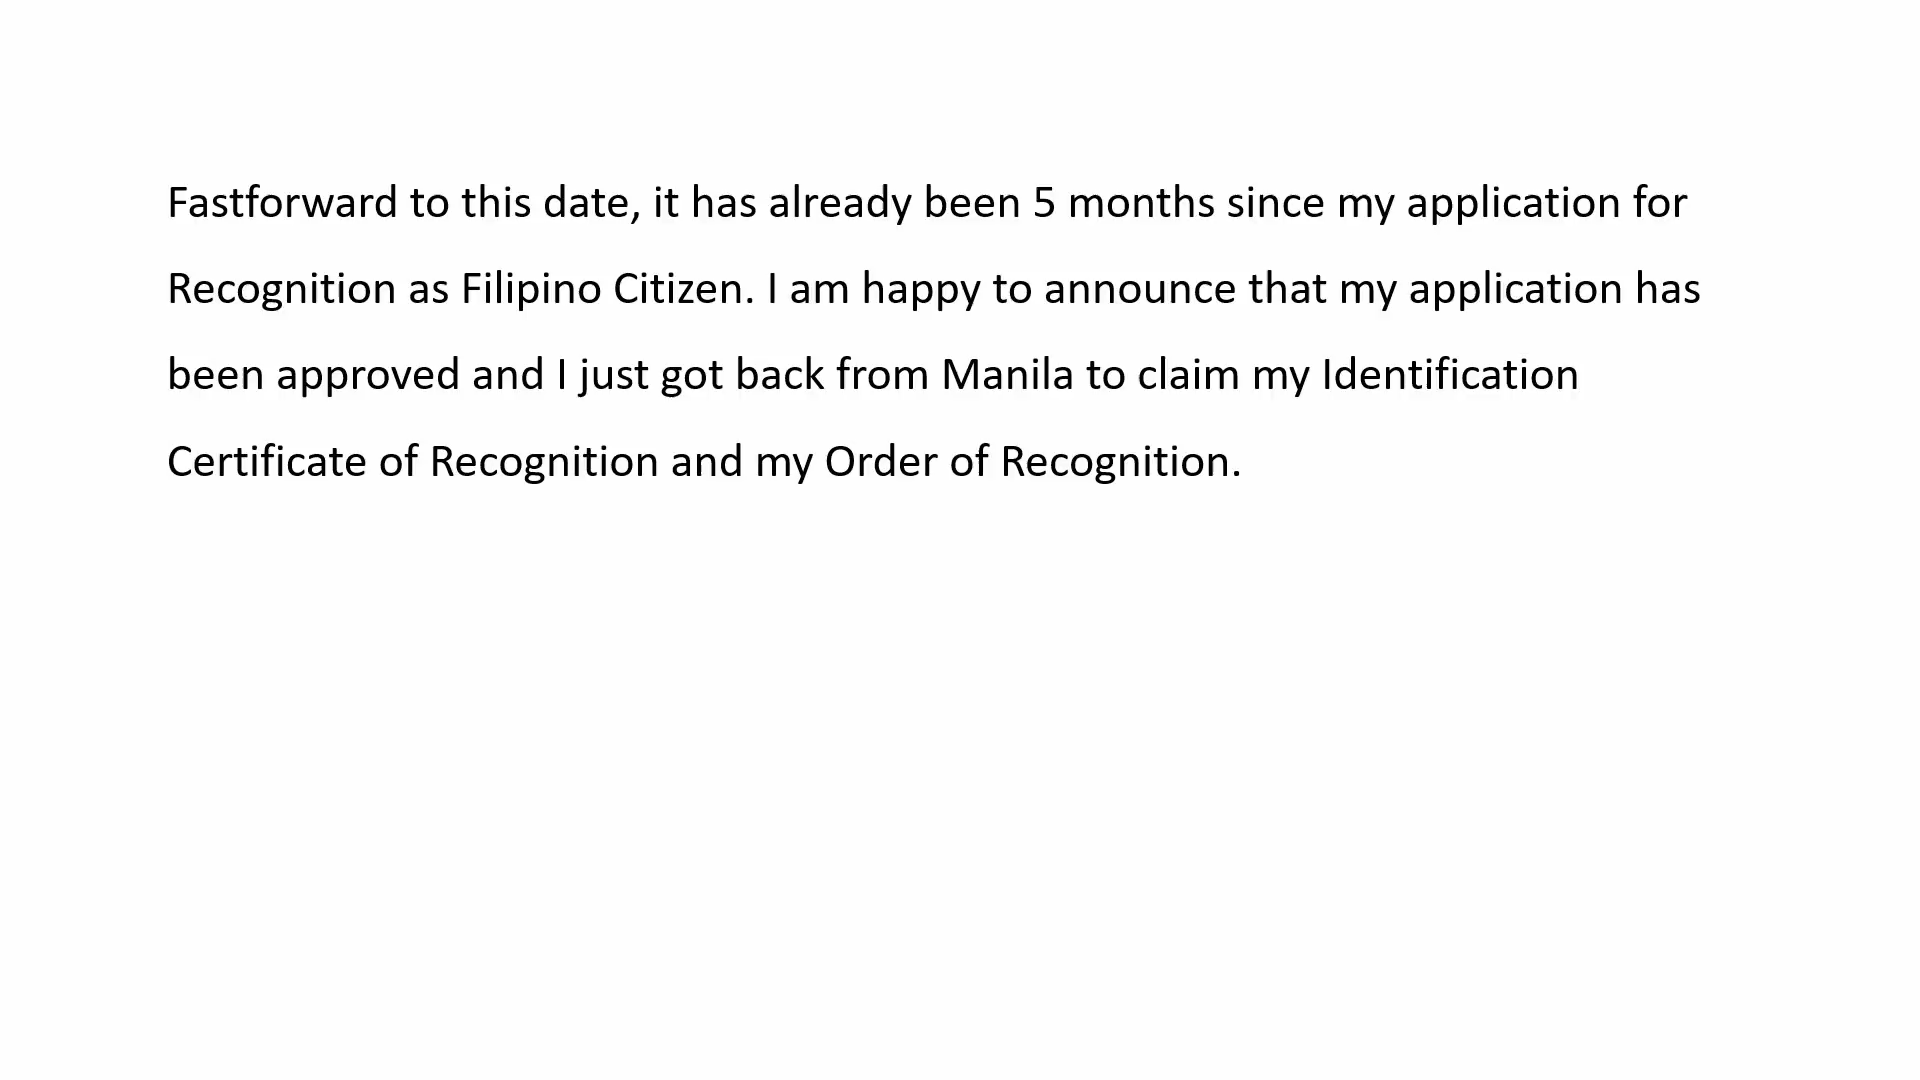 Fastforward to this date, it has already been 5 months since my application for
Recognition as Filipino Citizen. I am happy to announce that my application has
been approved and I just got back from Manila to claim my Identification
Certificate of Recognition and my Order of Recognition.